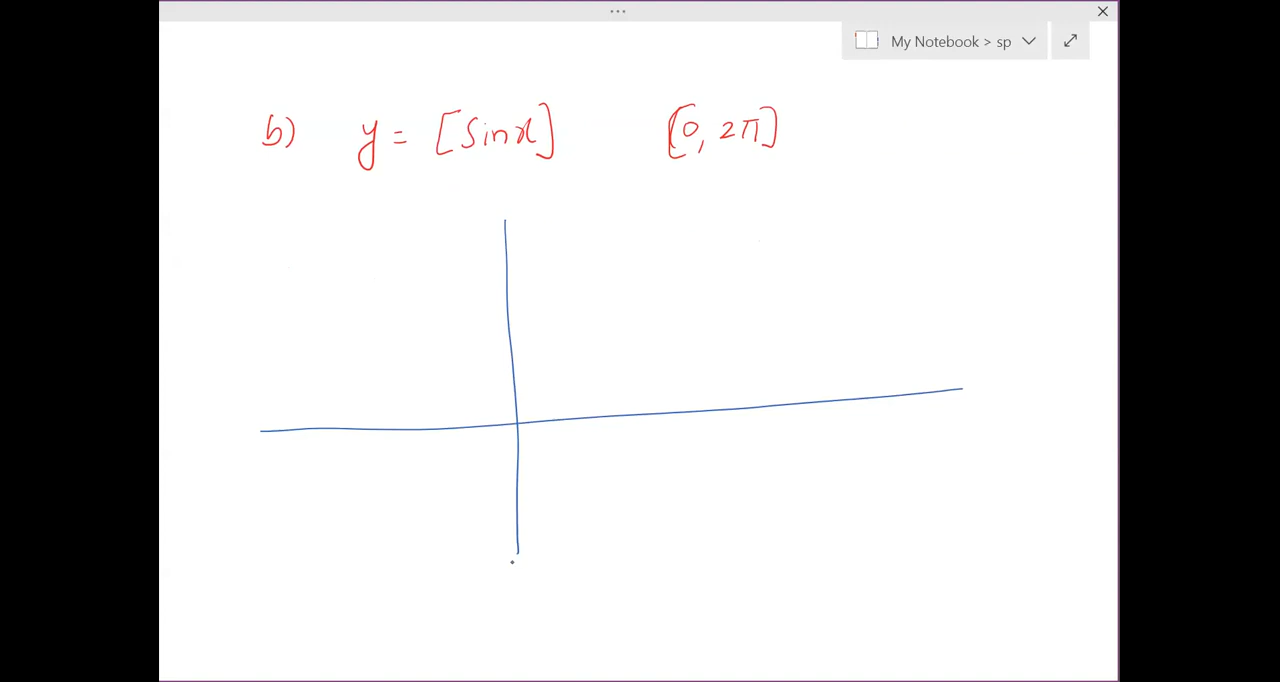 My Notebook > sp
b) y = [Sinx] [0, 2π]